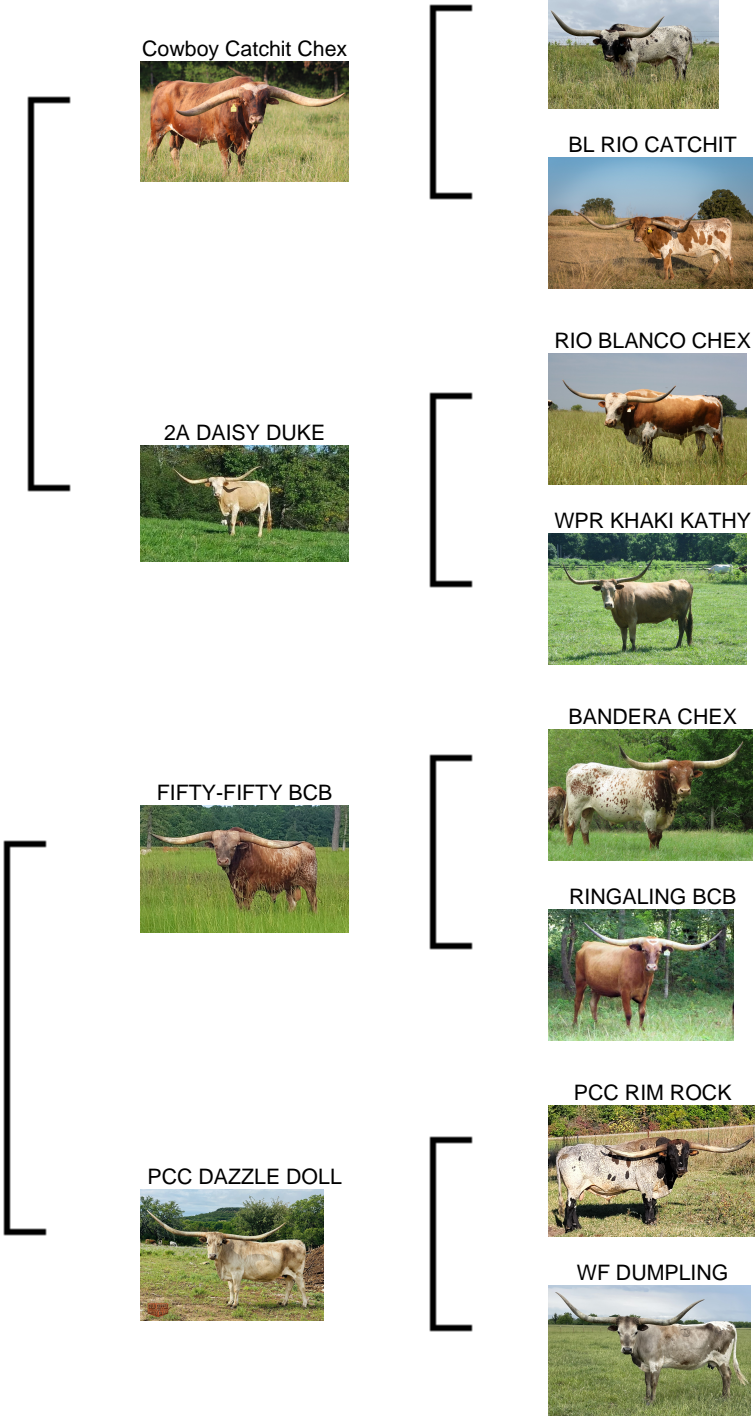 Cowboy Catchit Chex
BL RIO CATCHIT
RIO BLANCO CHEX
2A DAISY DUKE
WPR KHAKI KATHY
BANDERA CHEX
FIFTY-FIFTY BCB
RINGALING BCB
PCC RIM ROCK
PCC DAZZLE DOLL
WF DUMPLING